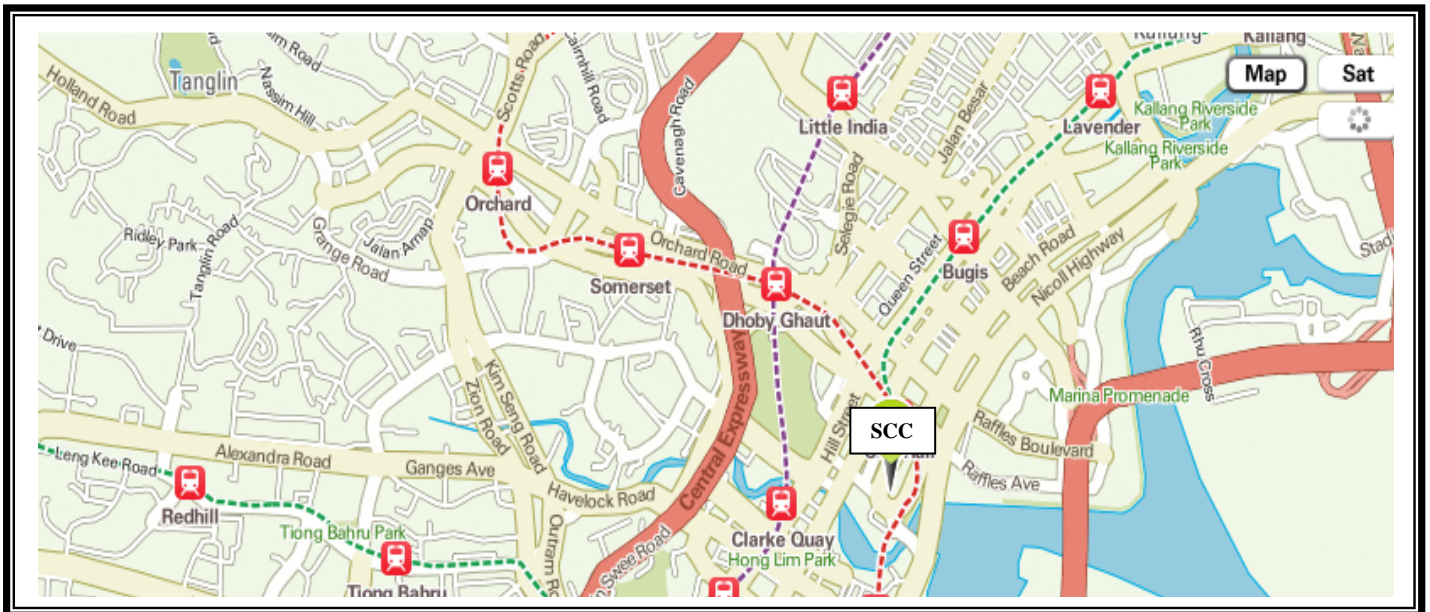 Scotts Road
Cairnhill Road
Kallang
Tanglin
Nassim Hill
Holland Road
Cavenagh Road
Little India
Jalan Besar
Lavender
Map
Sat
Kallang Riverside
Park
Kallang Riverside
Park
Orchard
Selegie Road
Ridley Park
Tanglin Road
Grange Road
Orchard Road
Somerset
Queen Street
Bugis
Beach Road
Nicoll Highway
Dhoby Ghaut
Drive
Rhu Cross
Kim Seng Road
Zion Road
Central Expressway
Hill Street
SCC
Marina Promenade
Raffles Boulevard
Raffles Ave
Leng Kee Road
Alexandra Road
Ganges Ave
Havelock Road
Redhill
Tiong Bahru Park
Tiong Bahru
Outram
Swee Road
Clarke Quay
Hong Lim Park